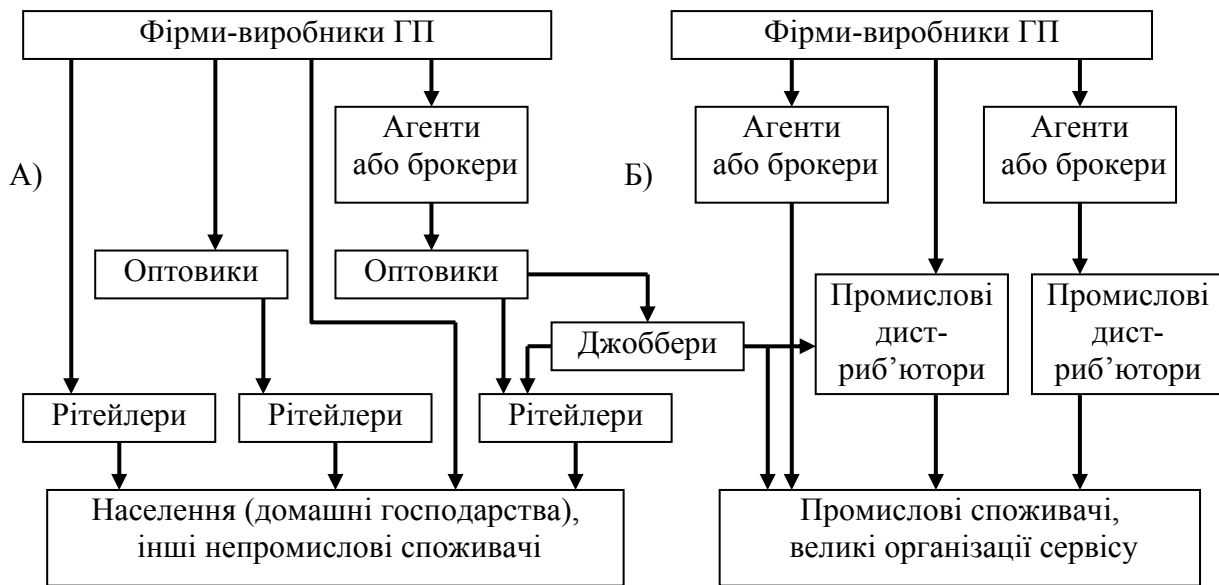 Фірми-виробники ГП
Фірми-виробники ГП
А)
Агенти
або брокери
Б)
Агенти
або брокери
Агенти
або брокери
Оптовики
Оптовики
Джоббери
Промислові
дист-
риб’ютори
Промислові
дист-
риб’ютори
Рітейлери
Рітейлери
Рітейлери
Населення (домашні господарства),
інші непромислові споживачі
Промислові споживачі,
великі організації сервісу